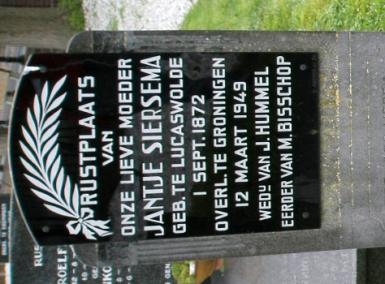 RUSTPLAATS
VAN
ONZE LIEVE MOEDER
JANTJE SIERSEMA
GEB. TE LUCASWOLDE
1 SEPT. 1872
OVERL. TE GRONINGEN
12 MAART 1949
WEDU VAN J. HUMMEL
EERDER VAN M. BISSCHOP